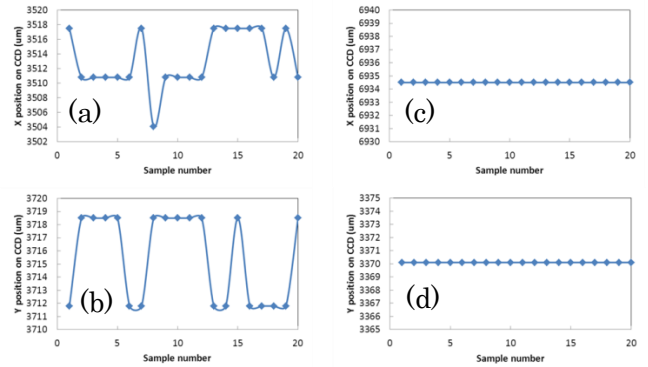 3520
3518
3516
3514
3512
3510
3508
3506
3504
3502
X position on CCD (um)
(a)
0 5 10 15 20
Sample number
6940
6939
6938
6937
6936
6935
6934
6933
6932
6931
6930
X position on CCD (um)
(c)
0 5 10 15 20
Sample number
3720
3719
3718
3717
3716
3715
3714
3713
3712
3711
3710
Y position on CCD (um)
(b)
0 5 10 15 20
Sample number
3375
3374
3373
3372
3371
3370
3369
3368
3367
3366
3365
Y position on CCD (um)
(d)
0 5 10 15 20
Sample number